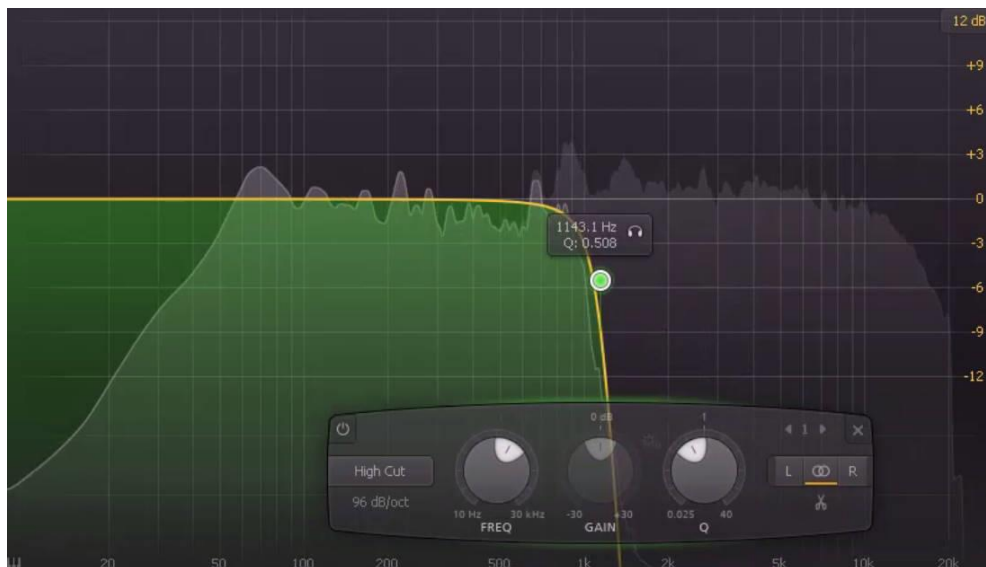 12 dB
+9
+6
+3
0
-3
-6
-9
-12
1143.1 Hz
Q: 0.508
0 dB
1
1
High Cut
96 dB/oct
10 Hz
30 kHz
FREQ
-30
+30
GAIN
0.025
40
Q
L
R
20
50
100
200
500
1k
2k
5k
10k
20k